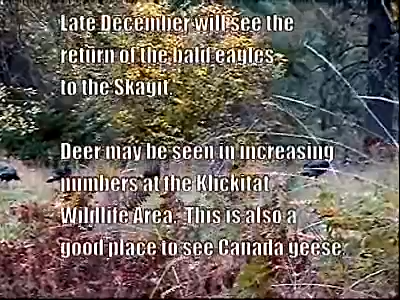 Late December will see the
return of the bald eagles
to the Skagit.
Deer may be seen in increasing
numbers at the Klickitat
Wildlife Area. This is also a
good place to see Canada geese.